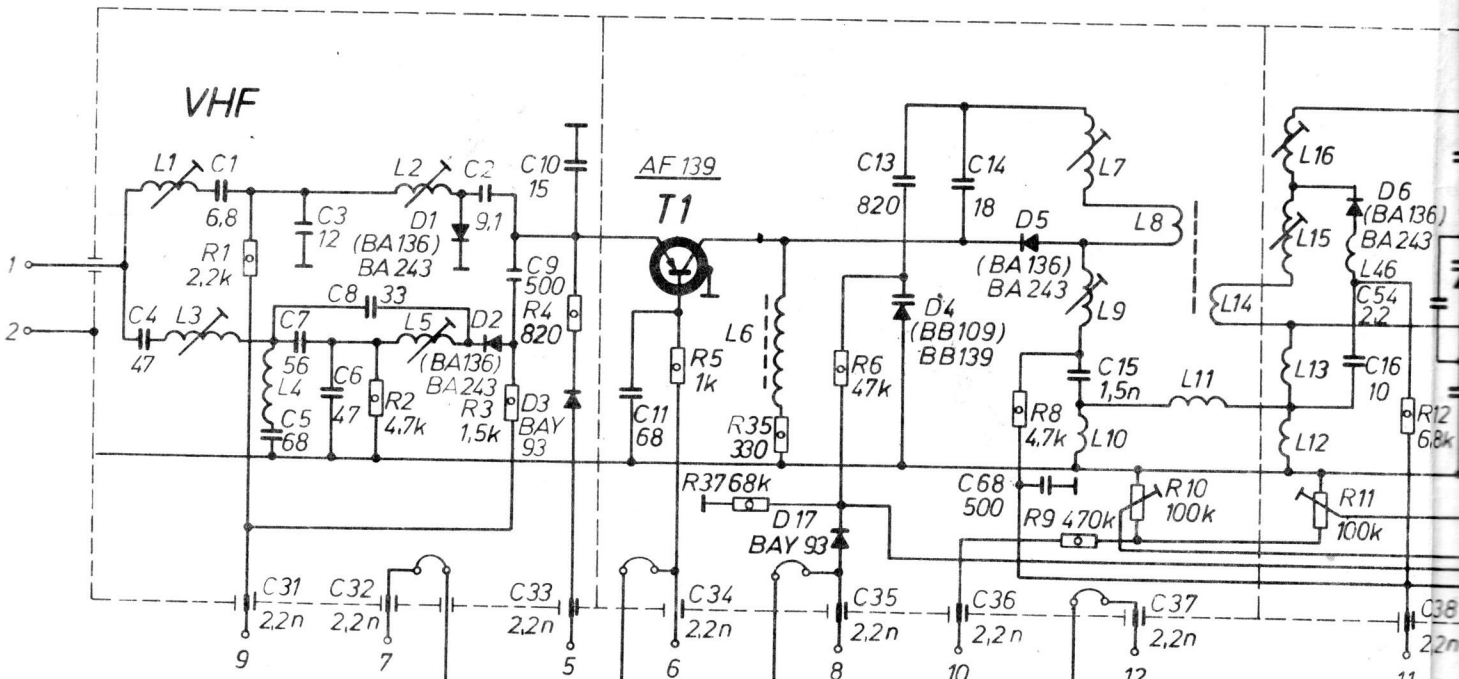 VHF
L1
C1
6,8
L2
C2
9,1
C10
15
AF 139
T1
C13
820
C14
18
L7
L16
C3
12
D1
(BA136)
BA 243
R1
2,2k
C9
500
R4
820
D5
(BA136)
BA 243
L8
D6
(BA136)
BA 243
L15
L46
C54
2,2
1
2
C4
47
L3
C8
33
C7
56
L5
D2
(BA136)
BA 243
L4
C6
47
R2
4,7k
R3
1,5k
D3
BAY
93
C5
68
C11
68
R5
1k
L6
R35
330
R6
47k
D4
(BB109)
BB139
L9
C15
1,5n
L14
L11
L13
C16
10
R8
4,7k
L10
L12
R12
6,8k
R37 68k
C68
500
R10
100k
R11
100k
D17
BAY 93
R9 470k
C31
2,2n
C32
2,2n
C33
2,2n
C34
2,2n
C35
2,2n
C36
2,2n
C37
2,2n
C38
2,2n
9
7
5
6
8
10
12
11